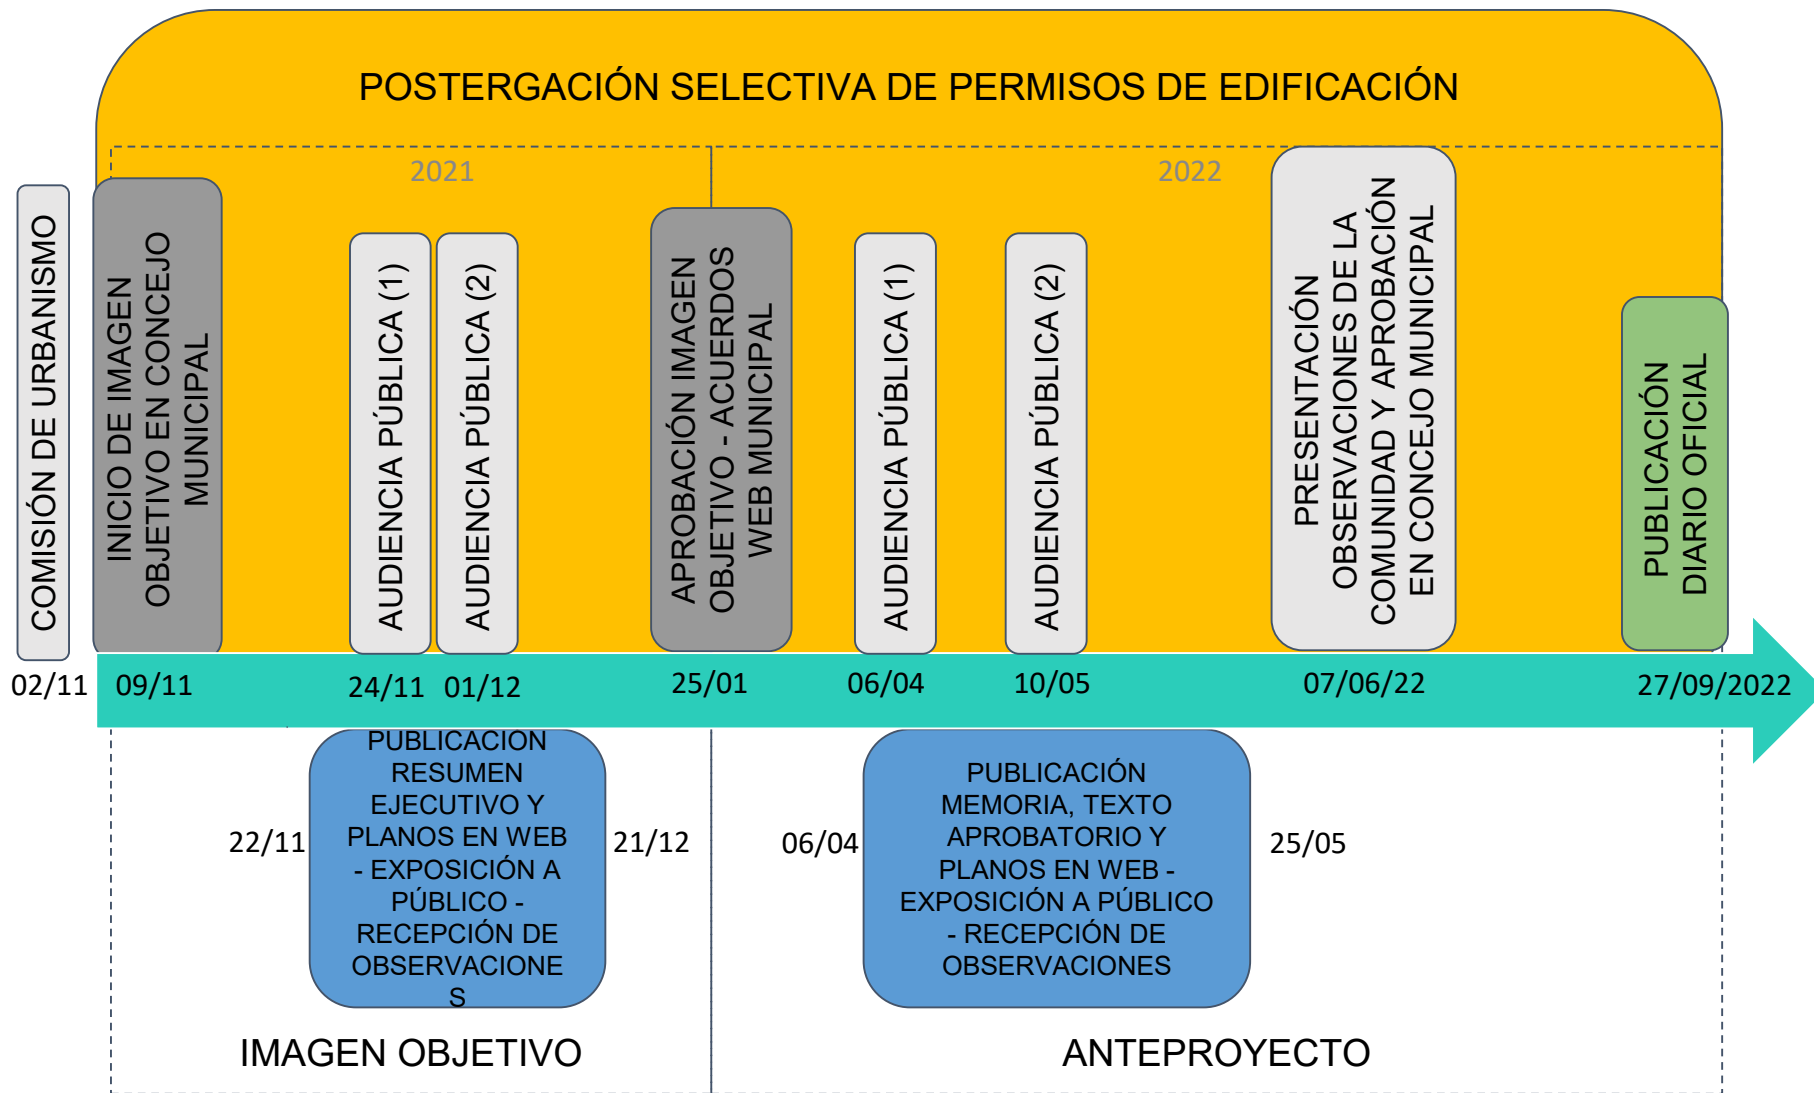 POSTERGACIÓN SELECTIVA DE PERMISOS DE EDIFICACIÓN
2021
2022
COMISIÓN DE URBANISMO
INICIO DE IMAGEN
OBJETIVO EN CONCEJO
MUNICIPAL
AUDIENCIA PÚBLICA (1)
AUDIENCIA PÚBLICA (2)
APROBACIÓN IMAGEN
OBJETIVO - ACUERDOS
WEB MUNICIPAL
AUDIENCIA PÚBLICA (1)
AUDIENCIA PÚBLICA (2)
PRESENTACIÓN
OBSERVACIONES DE LA
COMUNIDAD Y APROBACIÓN
EN CONCEJO MUNICIPAL
PUBLICACIÓN
DIARIO OFICIAL
02/11
09/11
24/11
01/12
25/01
06/04
10/05
07/06/22
27/09/2022
22/11
PUBLICACIÓN
RESUMEN
EJECUTIVO Y
PLANOS EN WEB
- EXPOSICIÓN A
PÚBLICO -
RECEPCIÓN DE
OBSERVACIONE
S
21/12
06/04
PUBLICACIÓN
MEMORIA, TEXTO
APROBATORIO Y
PLANOS EN WEB -
EXPOSICIÓN A PÚBLICO
- RECEPCIÓN DE
OBSERVACIONES
25/05
IMAGEN OBJETIVO
ANTEPROYECTO